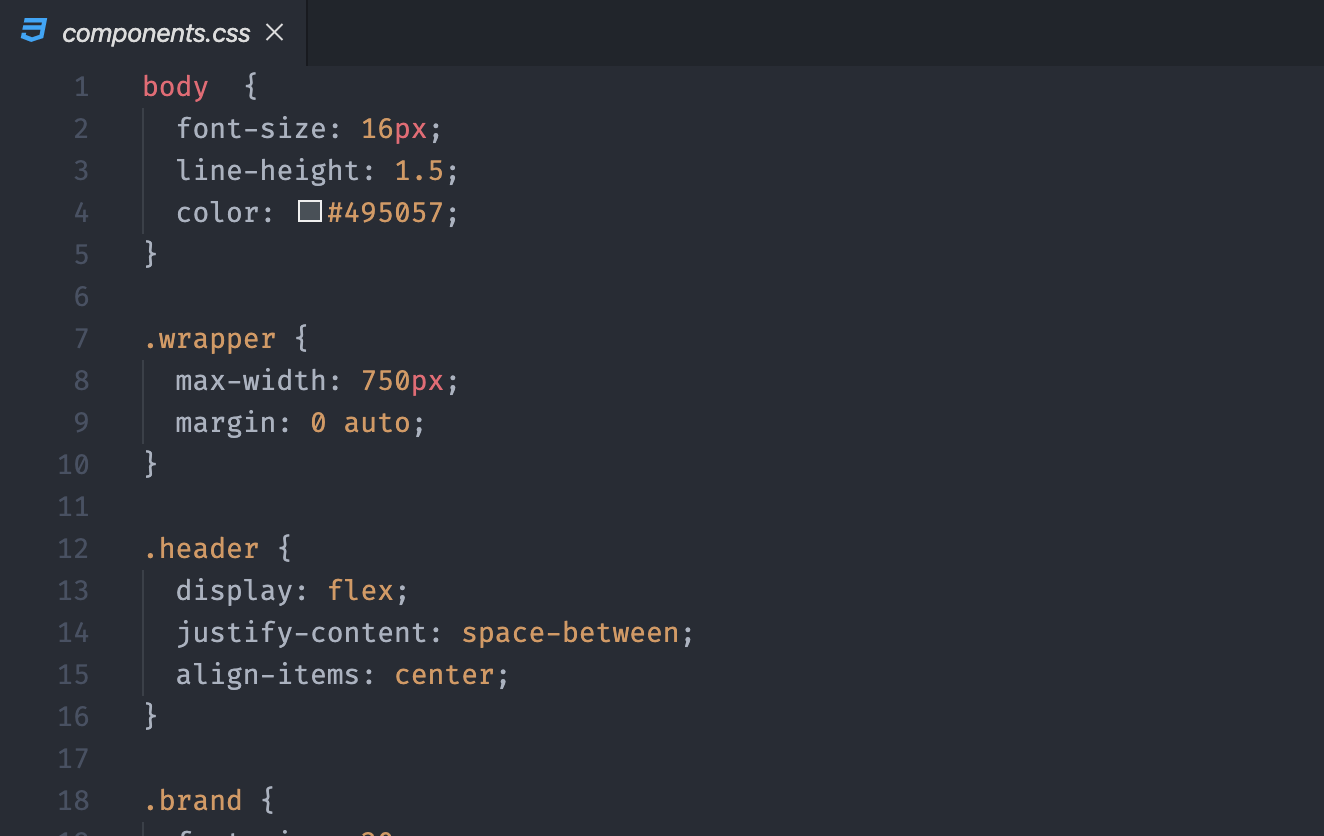 components.css
1 body  {
2   font-size: 16px;
3   line-height: 1.5;
4   color: #495057;
5 }
6
7 .wrapper {
8   max-width: 750px;
9   margin: 0 auto;
10 }
11
12 .header {
13   display: flex;
14   justify-content: space-between;
15   align-items: center;
16 }
17
18 .brand {